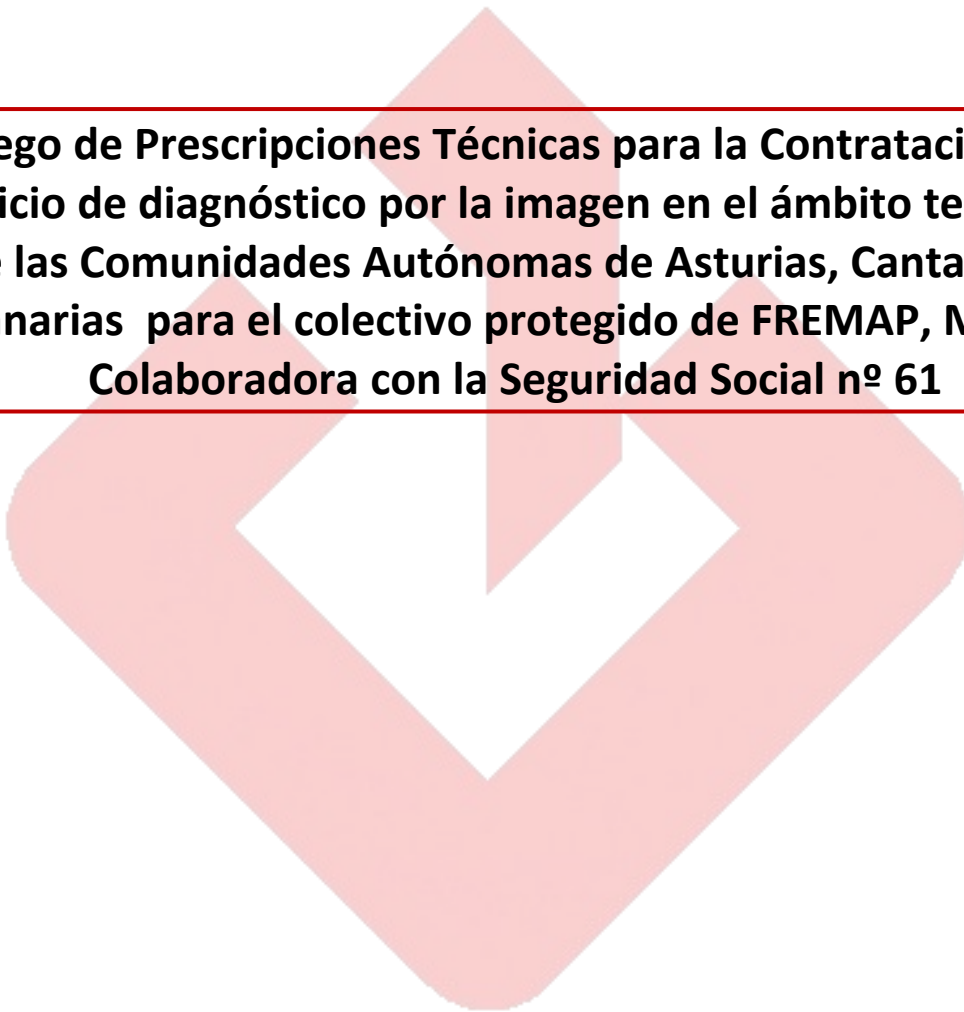 ego de Prescripciones Técnicas para la Contrataci
icio de diagnóstico por la imagen en el ámbito te
las Comunidades Autónomas de Asturias, Canta
narias para el colectivo protegido de FREMAP, M
Colaboradora con la Seguridad Social nº 61